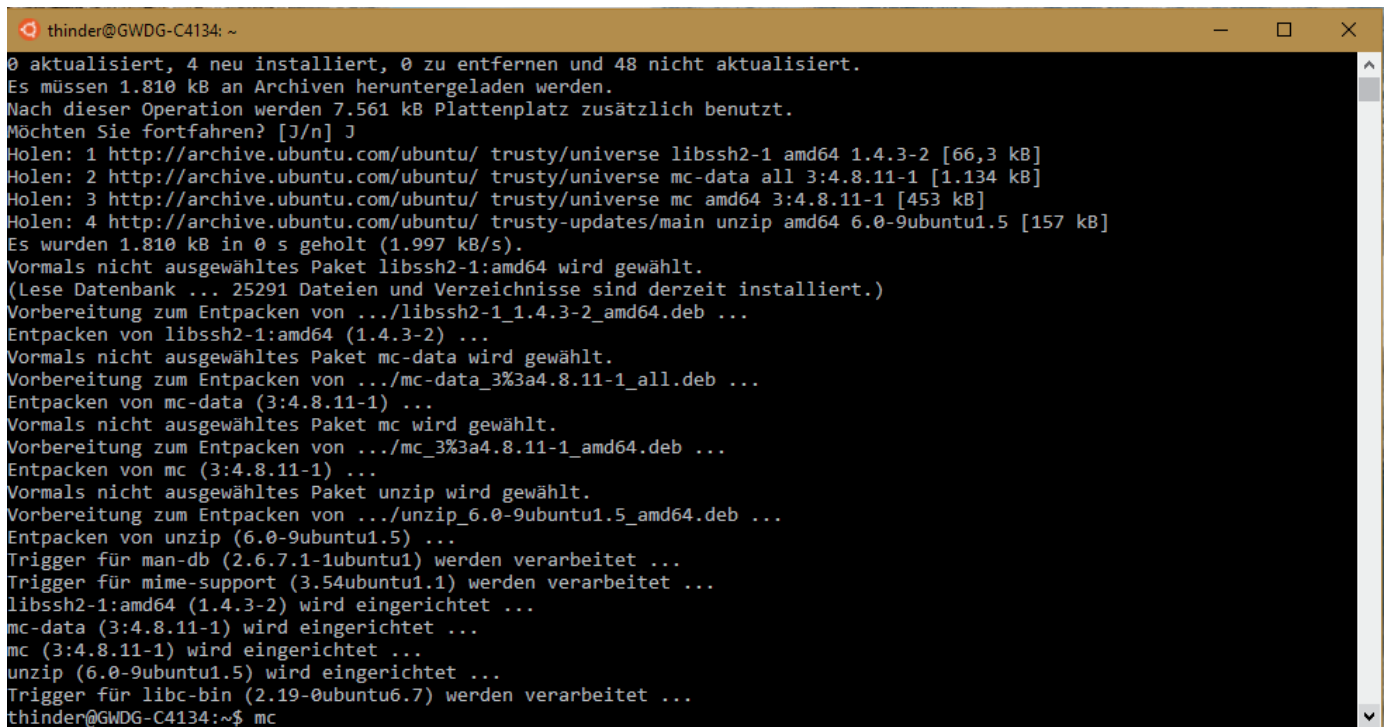 thinder@GWDG-C4134: ~
0 aktualisiert, 4 neu installiert, 0 zu entfernen und 48 nicht aktualisiert.
Es müssen 1.810 kB an Archiven heruntergeladen werden.
Nach dieser Operation werden 7.561 kB Plattenplatz zusätzlich benutzt.
Möchten Sie fortfahren? [J/n] J
Holen: 1 http://archive.ubuntu.com/ubuntu/ trusty/universe libssh2-1 amd64 1.4.3-2 [66,3 kB]
Holen: 2 http://archive.ubuntu.com/ubuntu/ trusty/universe mc-data all 3:4.8.11-1 [1.134 kB]
Holen: 3 http://archive.ubuntu.com/ubuntu/ trusty/universe mc amd64 3:4.8.11-1 [453 kB]
Holen: 4 http://archive.ubuntu.com/ubuntu/ trusty-updates/main unzip amd64 6.0-9ubuntu1.5 [157 kB]
Es wurden 1.810 kB in 0 s geholt (1.997 kB/s).
Vormals nicht ausgewähltes Paket libssh2-1:amd64 wird gewählt.
(Lese Datenbank ... 25291 Dateien und Verzeichnisse sind derzeit installiert.)
Vorbereitung zum Entpacken von .../libssh2-1_1.4.3-2_amd64.deb ...
Entpacken von libssh2-1:amd64 (1.4.3-2) ...
Vormals nicht ausgewähltes Paket mc-data wird gewählt.
Vorbereitung zum Entpacken von .../mc-data_3%3a4.8.11-1_all.deb ...
Entpacken von mc-data (3:4.8.11-1) ...
Vormals nicht ausgewähltes Paket mc wird gewählt.
Vorbereitung zum Entpacken von .../mc_3%3a4.8.11-1_amd64.deb ...
Entpacken von mc (3:4.8.11-1) ...
Vormals nicht ausgewähltes Paket unzip wird gewählt.
Vorbereitung zum Entpacken von .../unzip_6.0-9ubuntu1.5_amd64.deb ...
Entpacken von unzip (6.0-9ubuntu1.5) ...
Trigger für man-db (2.6.7.1-1ubuntu1) werden verarbeitet ...
Trigger für mime-support (3.54ubuntu1.1) werden verarbeitet ...
libssh2-1:amd64 (1.4.3-2) wird eingerichtet ...
mc-data (3:4.8.11-1) wird eingerichtet ...
mc (3:4.8.11-1) wird eingerichtet ...
unzip (6.0-9ubuntu1.5) wird eingerichtet ...
Trigger für libc-bin (2.19-0ubuntu6.7) werden verarbeitet ...
thinder@GWDG-C4134:~$ mc